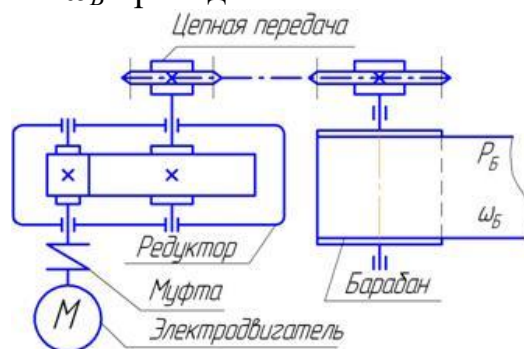 Цепная передача
P_Б
ω_Б
Редуктор
Муфта
Барабан
M
Электродвигатель